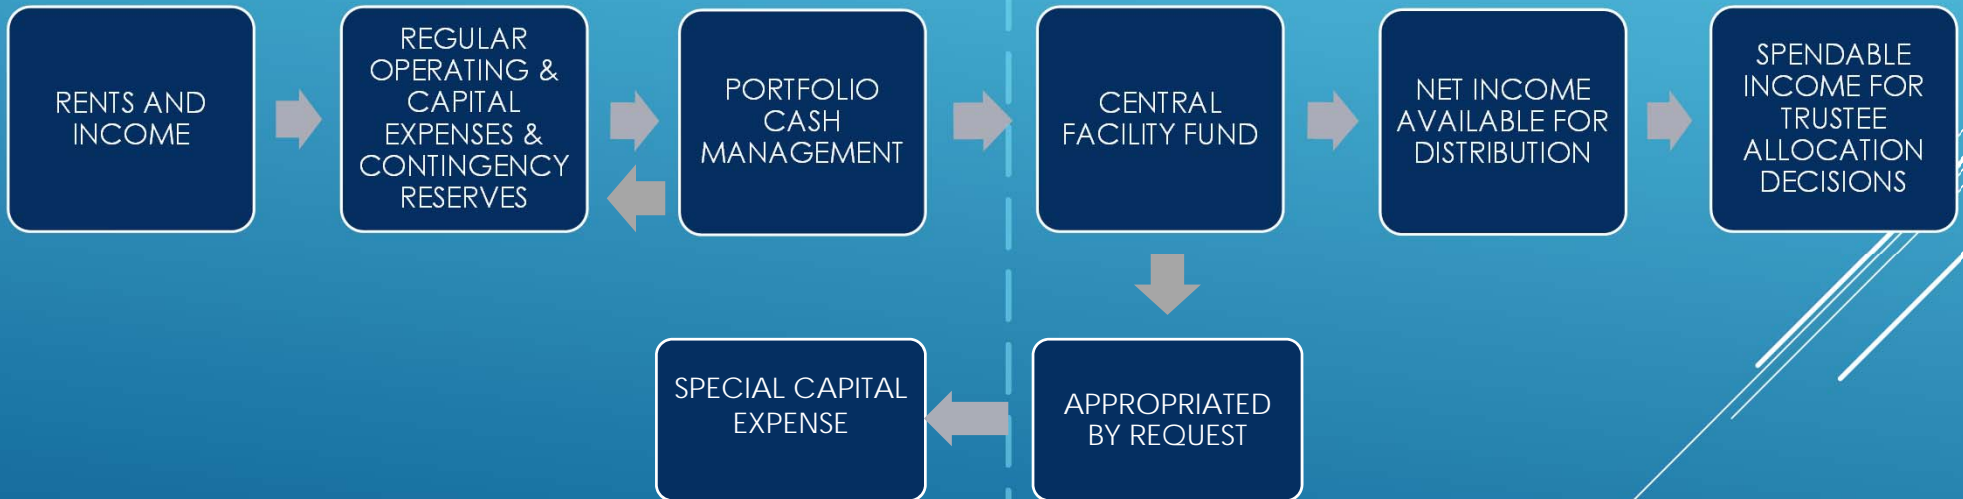 RENTS AND
INCOME
REGULAR
OPERATING &
CAPITAL
EXPENSES &
CONTINGENCY
RESERVES
PORTFOLIO
CASH
MANAGEMENT
CENTRAL
FACILITY FUND
NET INCOME
AVAILABLE FOR
DISTRIBUTION
SPENDABLE
INCOME FOR
TRUSTEE
ALLOCATION
DECISIONS
SPECIAL CAPITAL
EXPENSE
APPROPRIATED
BY REQUEST